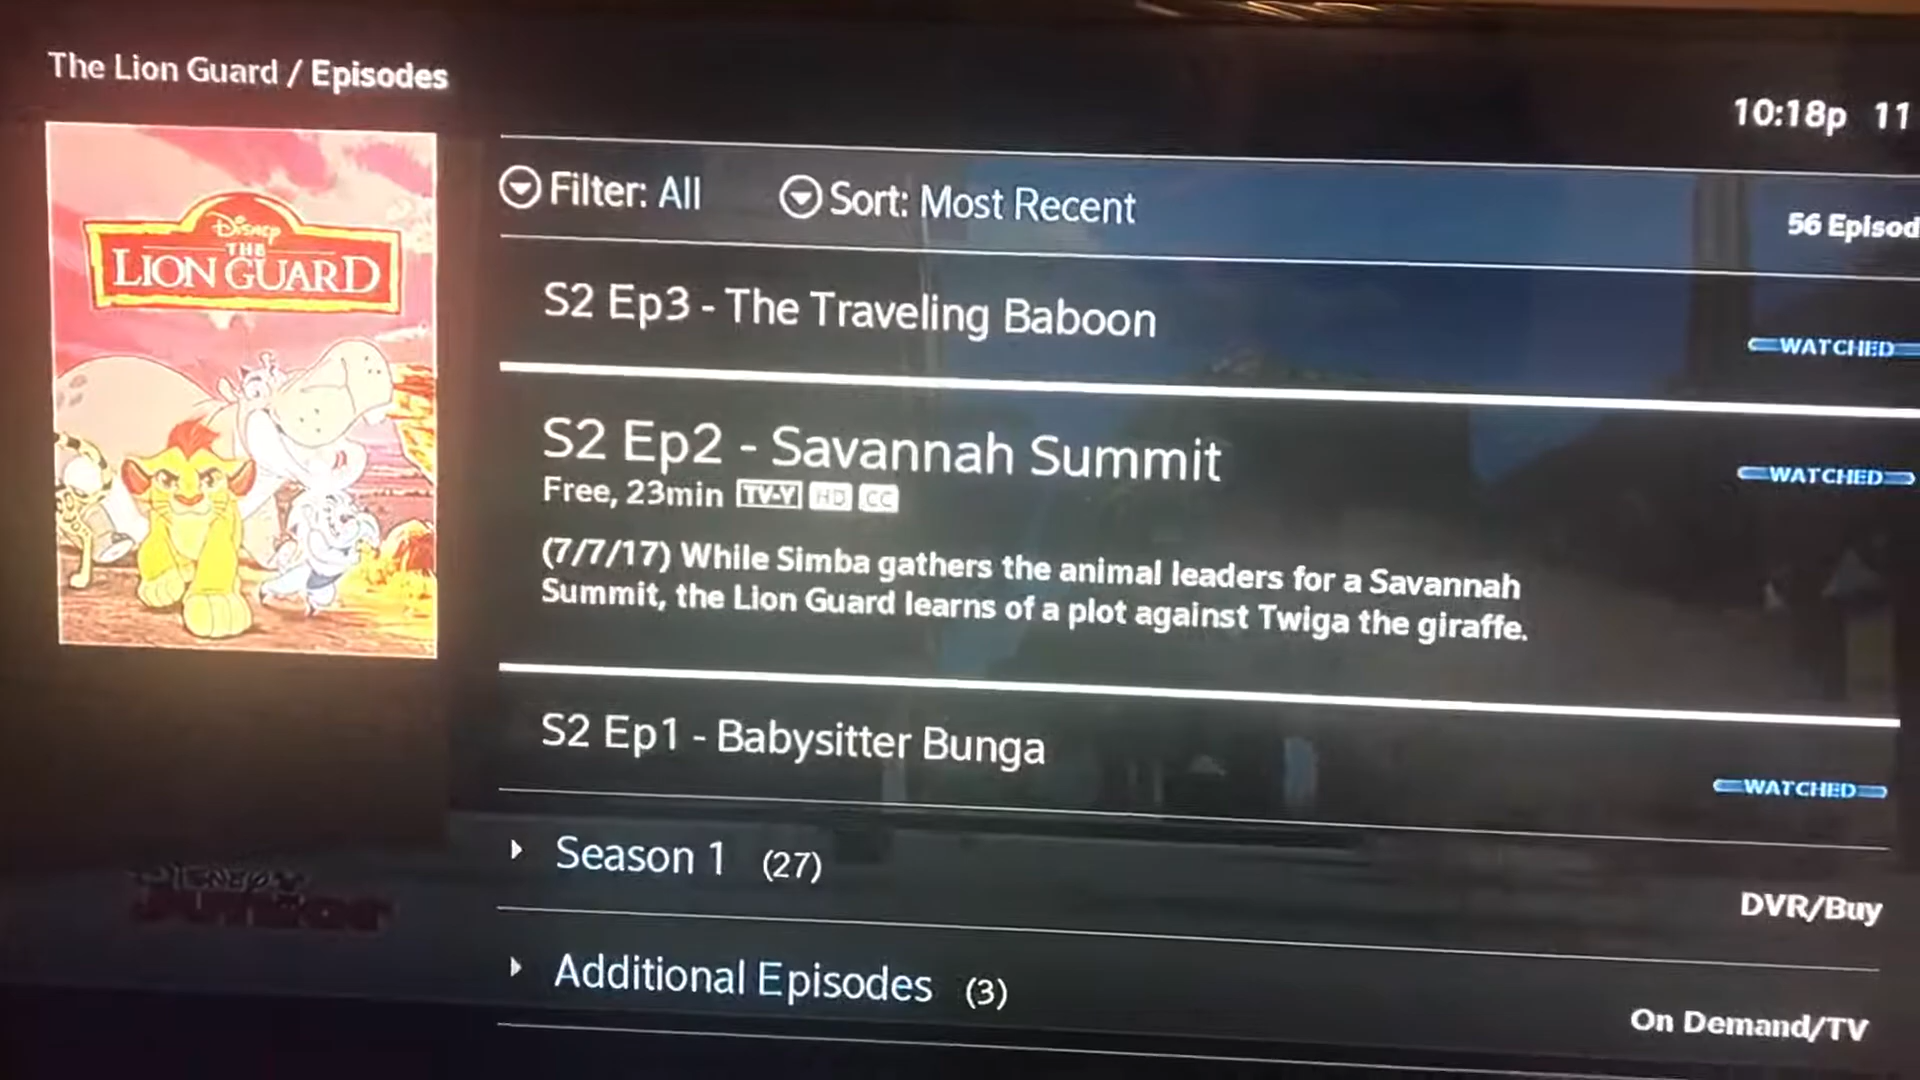 The Lion Guard / Episodes
10:18p 11
Disney
THE
LION GUARD
Filter: All Sort: Most Recent
56 Episod
S2 Ep3 - The Traveling Baboon
WATCHED
S2 Ep2 - Savannah Summit
WATCHED
Free, 23min TV-Y HD CC
(7/7/17) While Simba gathers the animal leaders for a Savannah
Summit, the Lion Guard learns of a plot against Twiga the giraffe.
S2 Ep1 - Babysitter Bunga
WATCHED
Season 1 (27)
DVR/Buy
Additional Episodes (3)
On Demand/TV
Disney
Junior